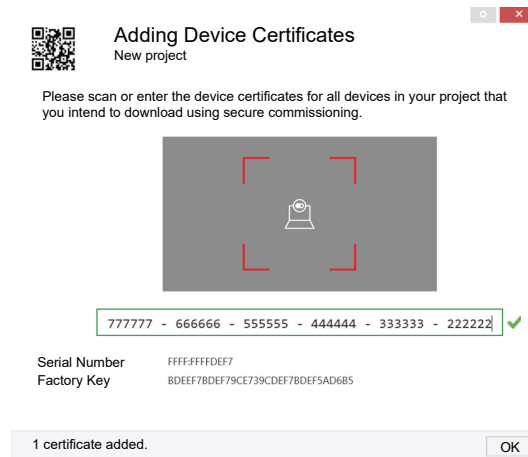 Adding Device Certificates
New project
Please scan or enter the device certificates for all devices in your project that
you intend to download using secure commissioning.
777777 - 666666 - 555555 - 444444 - 333333 - 222222
Serial Number FFFF:FFFFDEF7
Factory Key BDEEF7BDEF79CE739CDEF7BDEF5AD6B5
1 certificate added.
OK